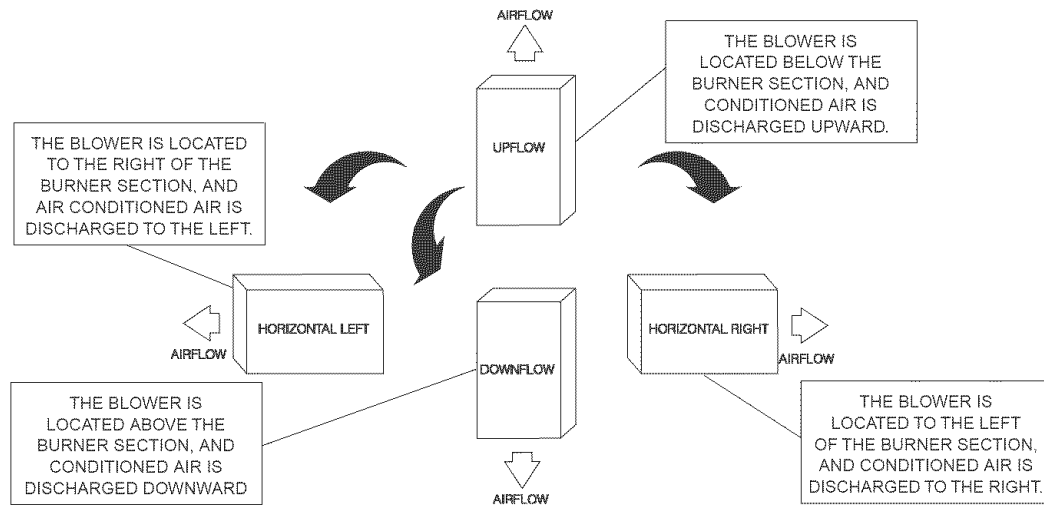 AIRFLOW
THE BLOWER IS
LOCATED BELOW THE
BURNER SECTION, AND
CONDITIONED AIR IS
DISCHARGED UPWARD.
UPFLOW
THE BLOWER IS LOCATED
TO THE RIGHT OF THE
BURNER SECTION, AND
AIR CONDITIONED AIR IS
DISCHARGED TO THE LEFT.
HORIZONTAL LEFT
AIRFLOW
DOWNFLOW
HORIZONTAL RIGHT
AIRFLOW
THE BLOWER IS
LOCATED ABOVE THE
BURNER SECTION, AND
CONDITIONED AIR IS
DISCHARGED DOWNWARD
AIRFLOW
THE BLOWER IS
LOCATED TO THE LEFT
OF THE BURNER SECTION,
AND CONDITIONED AIR IS
DISCHARGED TO THE RIGHT.